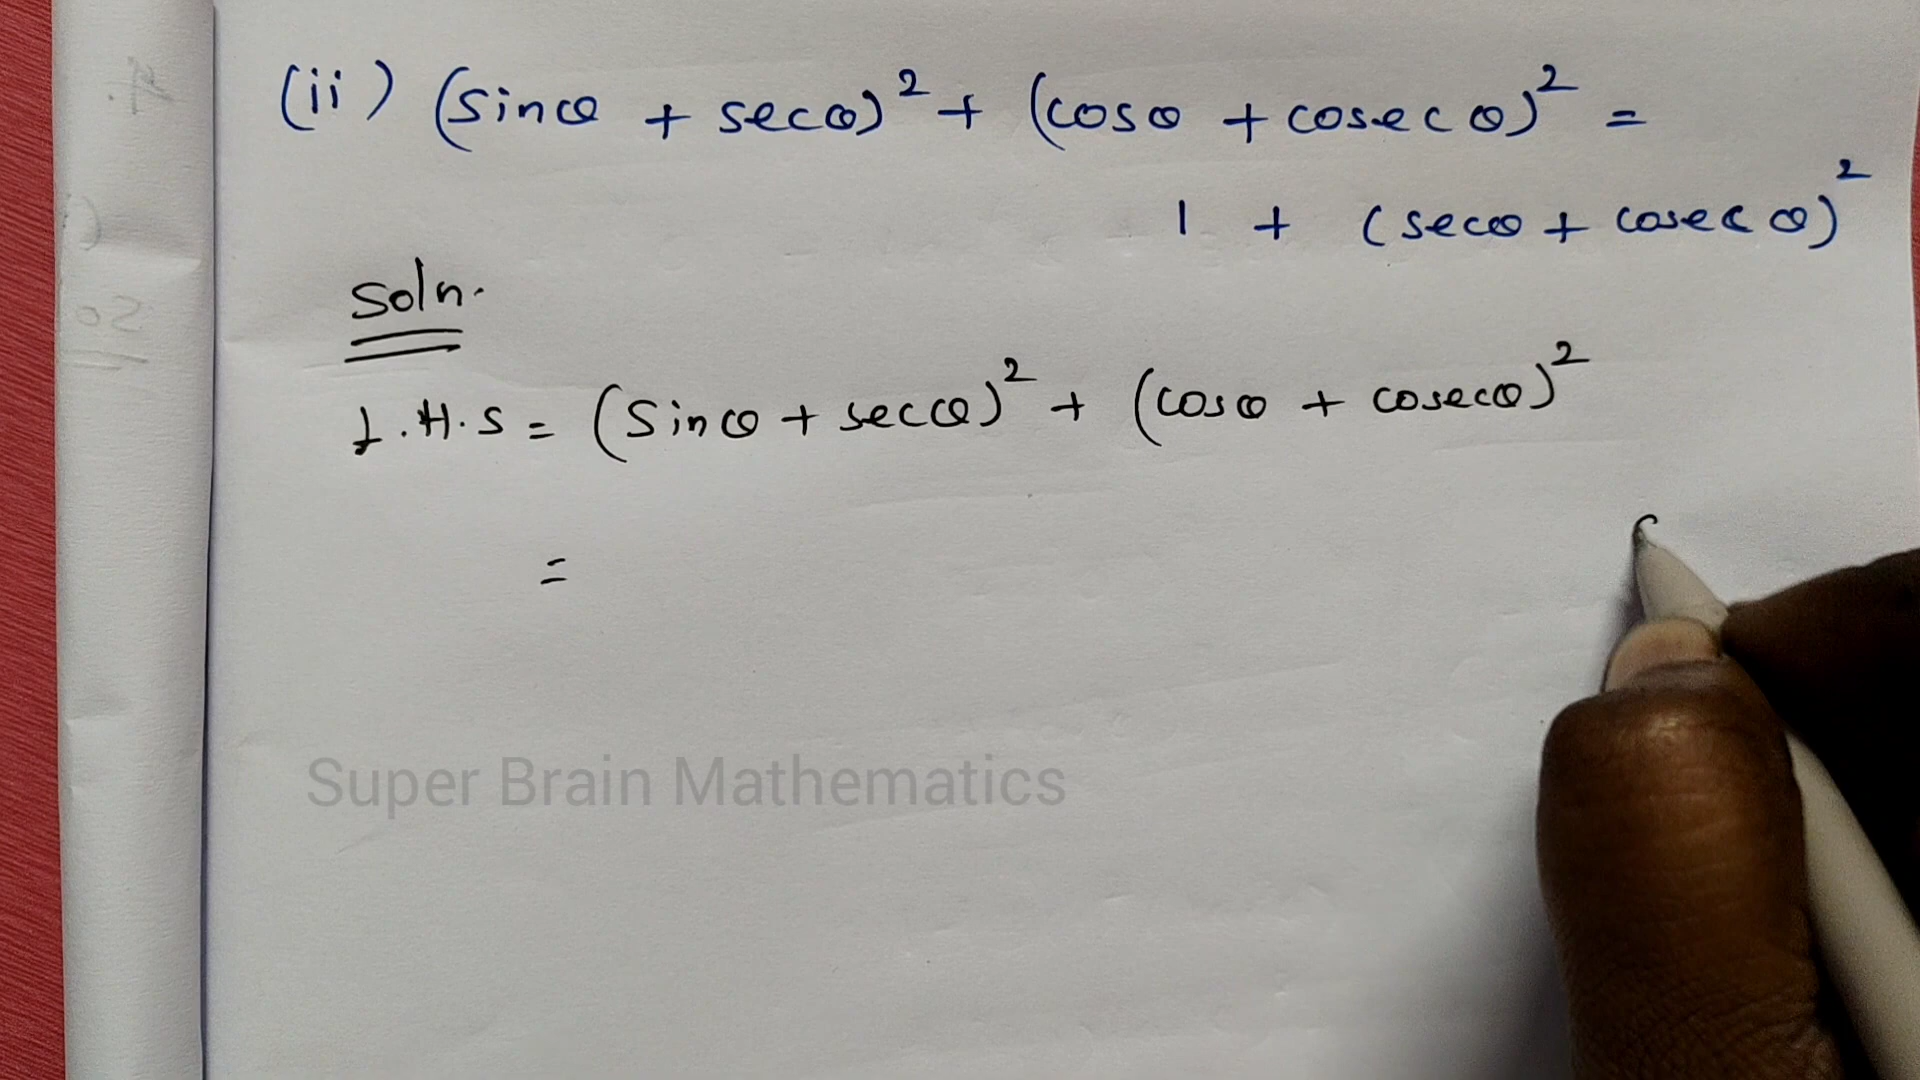 (ii) (sinθ + secθ)² + (cosθ + cosecθ)² =
1 + (secθ + cosecθ)²
Soln.
L.H.S = (Sinθ + secθ)² + (cosθ + cosecθ)²
=
Super Brain Mathematics